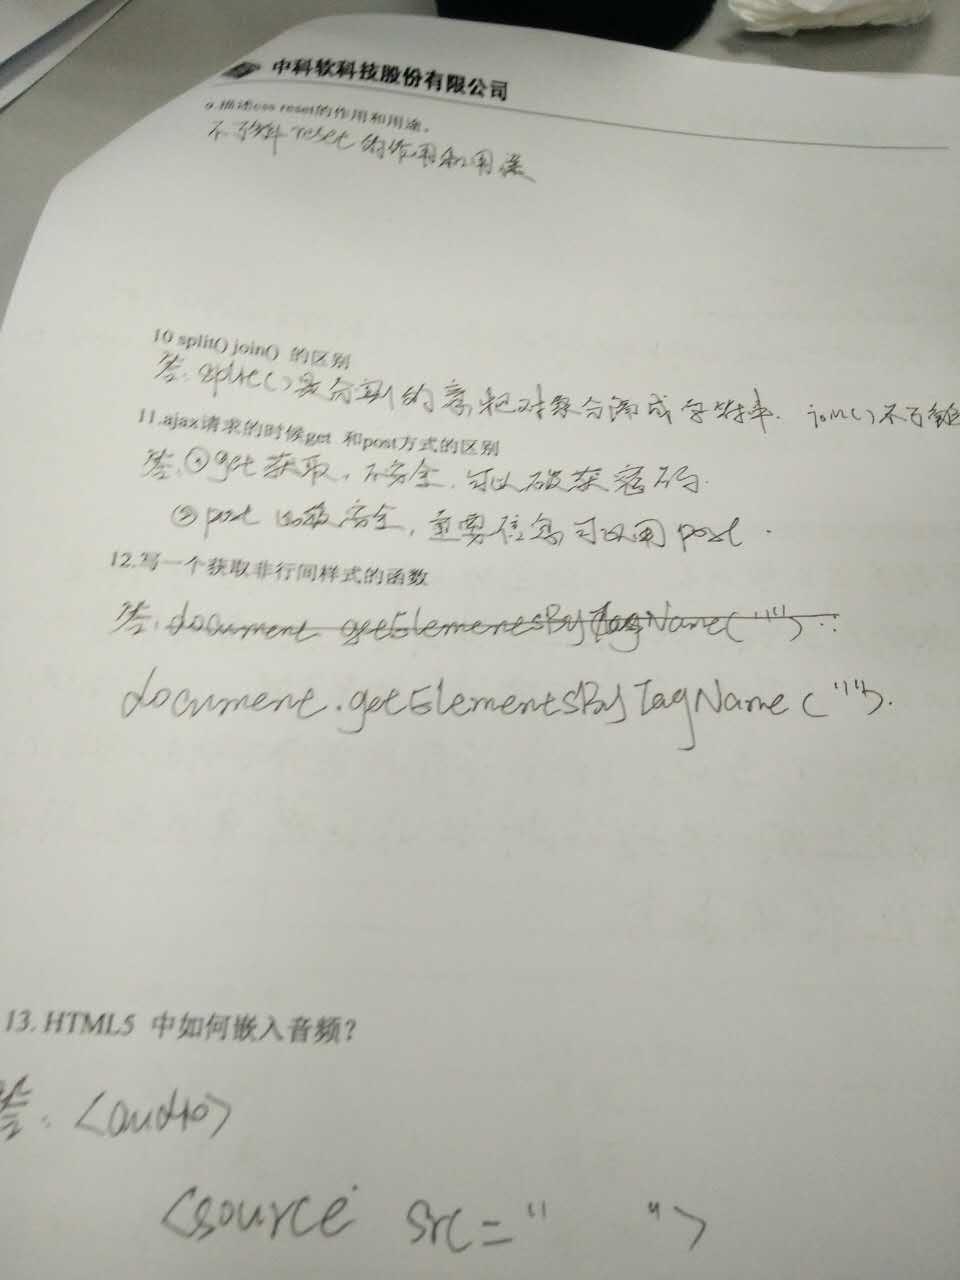 中科软科技股份有限公司
9.描述css reset的作用和用途。
不了解 reset 的作用和用途
10 split() join() 的区别
答: split()是分割的意 把对象分隔成字符串. join()不了解
11.ajax请求的时候get 和post方式的区别
答. ①get 获取, 不安全, 可以破获密码.
② post 比较安全, 重要信息可以用 post.
12.写一个获取非行间样式的函数
答. document getElementsByTagName("")
document.getElementsByTagName("").
13. HTML5 中如何嵌入音频?
答. <audio>
<source src=" ">